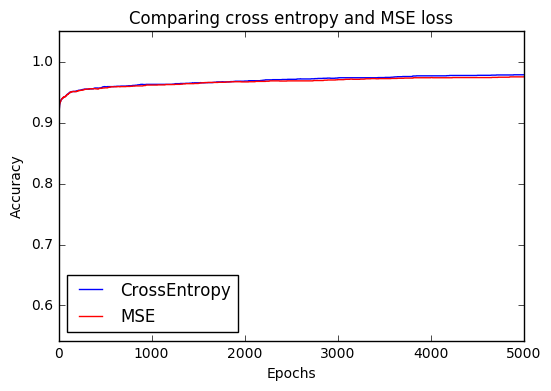 Comparing cross entropy and MSE loss
1.0
0.9
0.8
0.7
0.6
Accuracy
CrossEntropy
MSE
0 1000 2000 3000 4000 5000
Epochs